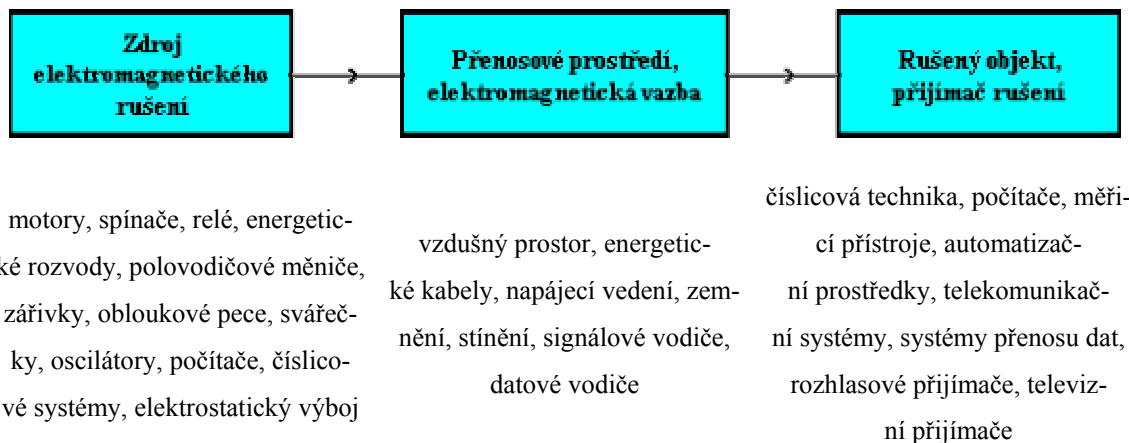 Zdroj
elektromagnetického
rušení
Přenosové prostředí,
elektromagnetická vazba
Rušený objekt,
přijímač rušení
motory, spínače, relé, energetic-
ké rozvody, polovodičové měniče,
zářivky, obloukové pece, svářeč-
ky, oscilátory, počítače, číslico-
vé systémy, elektrostatický výboj
vzdušný prostor, energetic-
ké kabely, napájecí vedení, zem-
nění, stínění, signálové vodiče,
datové vodiče
číslicová technika, počítače, měři-
cí přístroje, automatizač-
ní prostředky, telekomunikač-
ní systémy, systémy přenosu dat,
rozhlasové přijímače, televiz-
ní přijímače